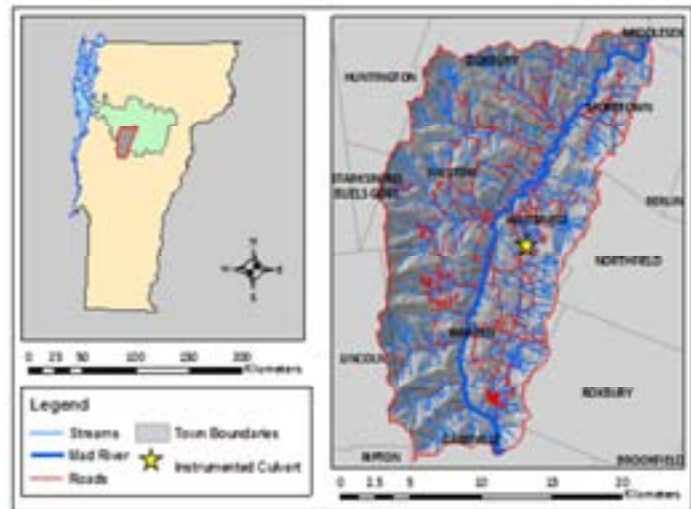 MIDDLESEX
DUXBURY
HUNTINGTON
MORETOWN
FAYSTON
STARKSBORO
BUELS GORE
BERLIN
WAITSFIELD
NORTHFIELD
WARREN
LINCOLN
ROXBURY
GRANVILLE
RIPTON
BROOKFIELD
N
W E
S
0 25 50 100 150 200
Kilometers
Legend
Streams
Mad River
Roads
Town Boundaries
Instrumented Culvert
0 2.5 5 10 15 20
Kilometers